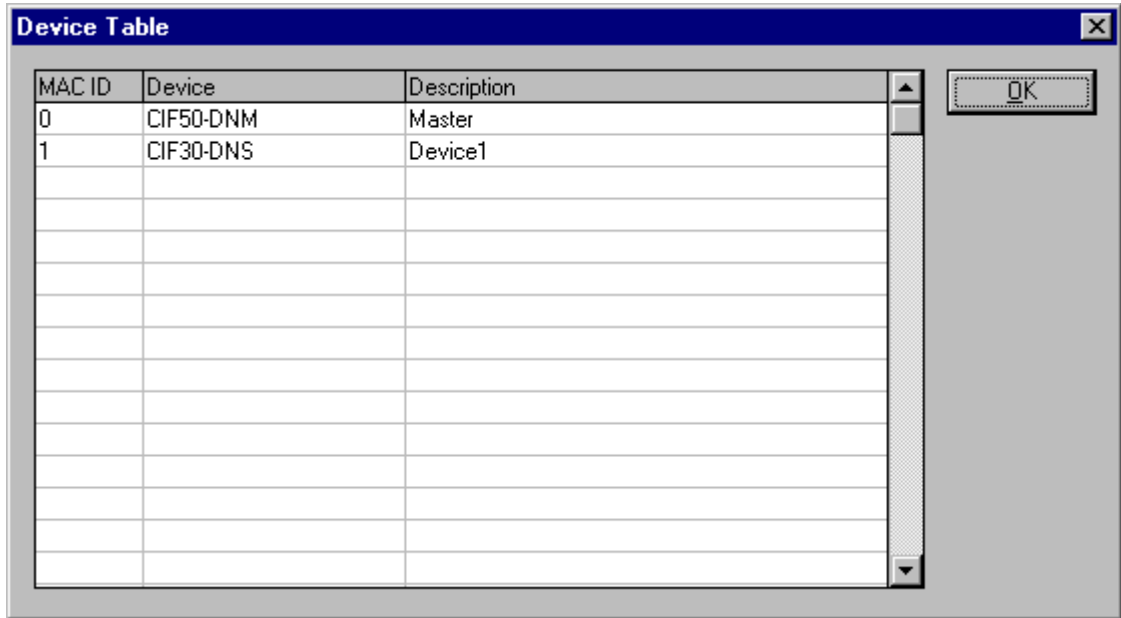 Device Table
MAC ID Device Description
0 CIF50-DNM Master
1 CIF30-DNS Device1
OK